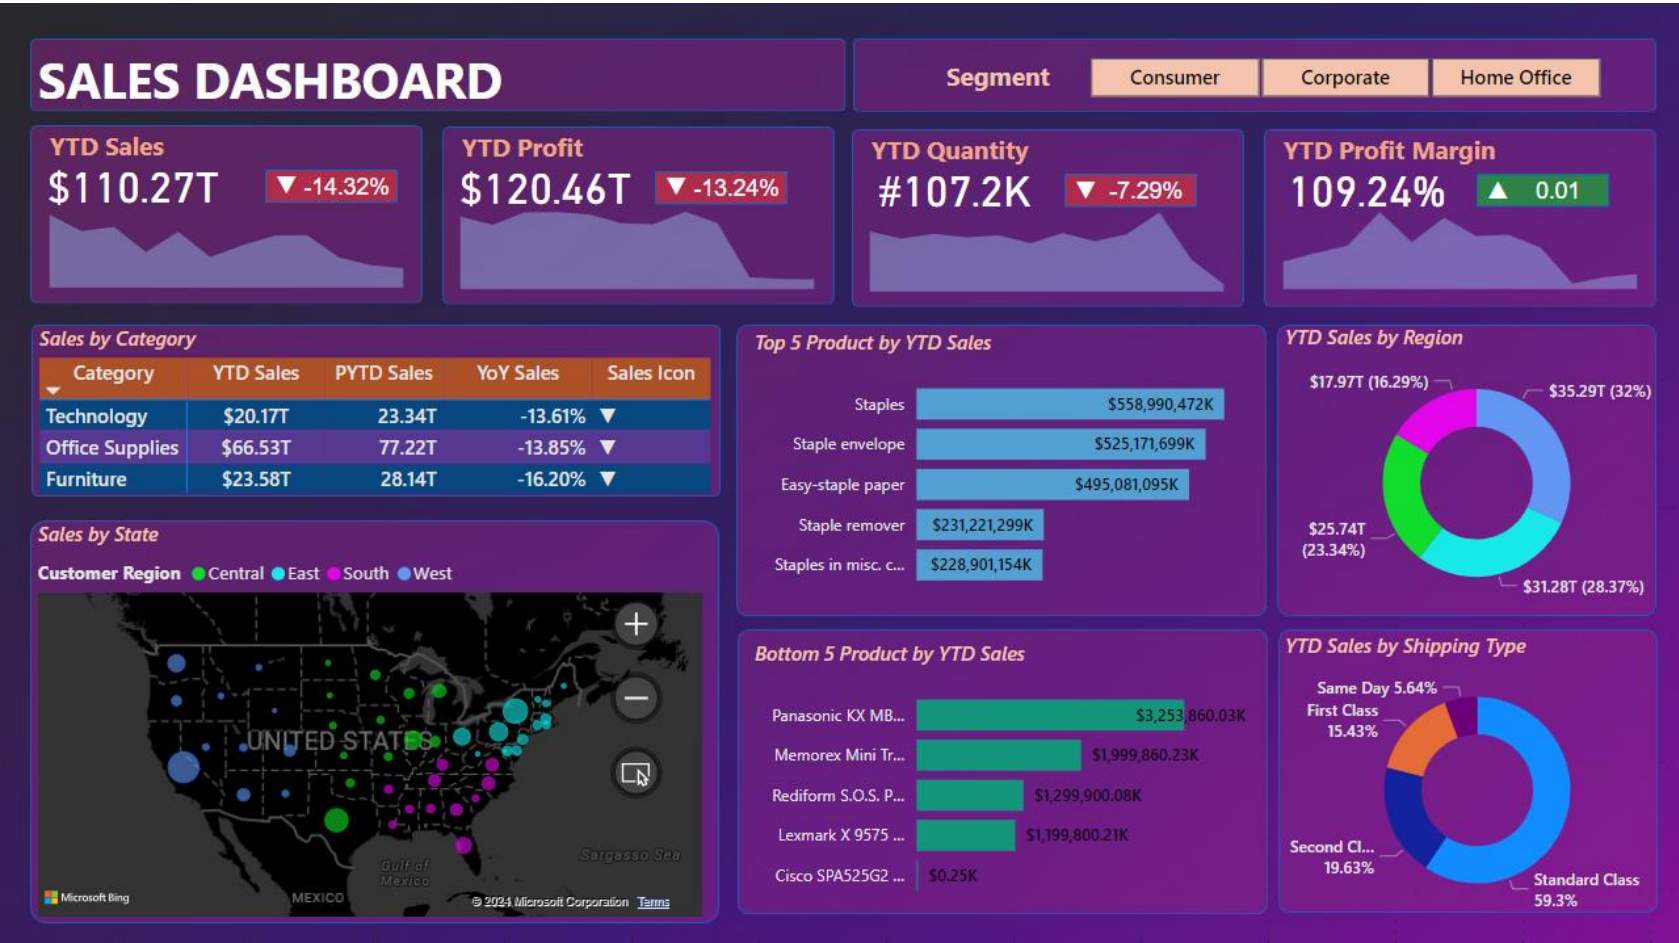 SALES DASHBOARD
Segment
Consumer
Corporate
Home Office
YTD Sales
$110.27T
▼ -14.32%
YTD Profit
$120.46T
▼ -13.24%
YTD Quantity
#107.2K
▼ -7.29%
YTD Profit Margin
109.24%
▲ 0.01
Sales by Category
Category YTD Sales PYTD Sales YoY Sales Sales Icon
Technology $20.17T 23.34T -13.61% ▼
Office Supplies $66.53T 77.22T -13.85% ▼
Furniture $23.58T 28.14T -16.20% ▼
Top 5 Product by YTD Sales
Staples $558,990,472K
Staple envelope $525,171,699K
Easy-staple paper $495,081,095K
Staple remover $231,221,299K
Staples in misc. c... $228,901,154K
YTD Sales by Region
$17.97T (16.29%)
$35.29T (32%)
$25.74T
(23.34%)
$31.28T (28.37%)
Sales by State
Customer Region Central East South West
UNITED STATES
Gulf of
Mexico
Sargasso Sea
MEXICO
Microsoft Bing
© 2024 Microsoft Corporation Terms
Bottom 5 Product by YTD Sales
Panasonic KX MB... $3,253,860.03K
Memorex Mini Tr... $1,999,860.23K
Rediform S.O.S. P... $1,299,900.08K
Lexmark X 9575 ... $1,199,800.21K
Cisco SPA525G2 ... $0.25K
YTD Sales by Shipping Type
Same Day 5.64%
First Class
15.43%
Second Cl...
19.63%
Standard Class
59.3%